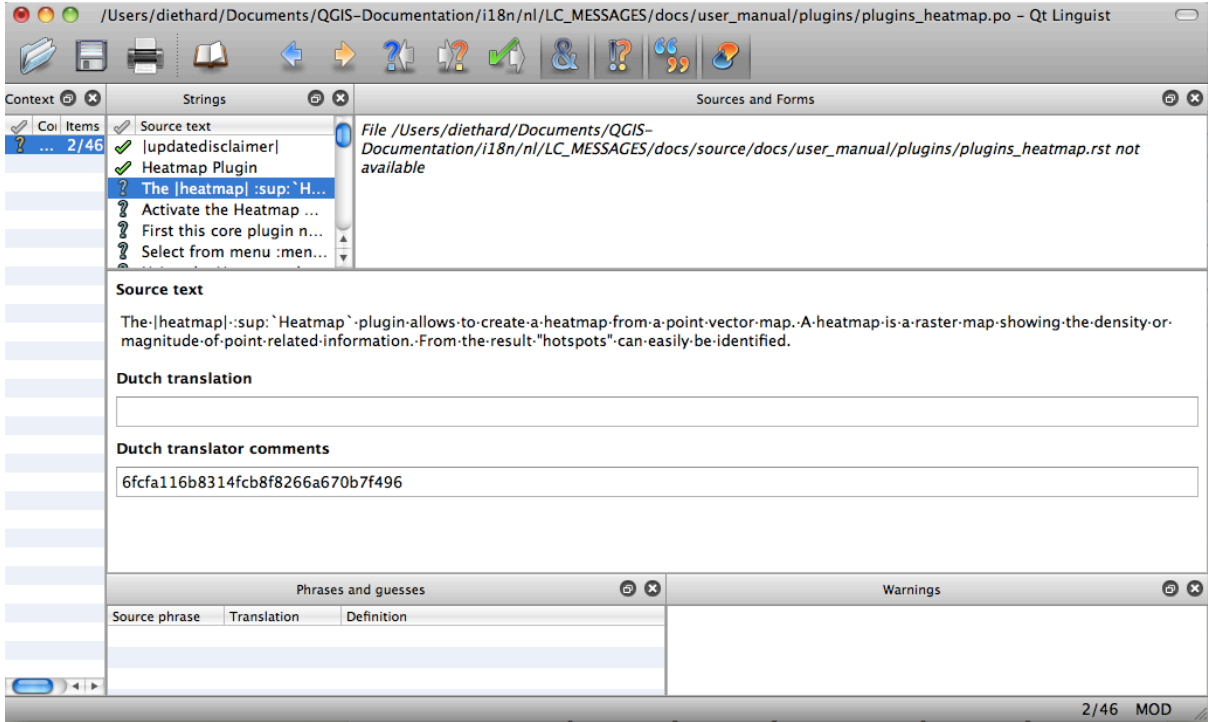 /Users/diethard/Documents/QGIS-Documentation/i18n/nl/LC_MESSAGES/docs/user_manual/plugins/plugins_heatmap.po – Qt Linguist
Context
Strings
Sources and Forms
Coı Items
... 2/46
Source text
|updatedisclaimer|
Heatmap Plugin
The |heatmap| :sup:`H...
Activate the Heatmap ...
First this core plugin n...
Select from menu :men...
File /Users/diethard/Documents/QGIS-
Documentation/i18n/nl/LC_MESSAGES/docs/source/docs/user_manual/plugins/plugins_heatmap.rst not
available
Source text
The·|heatmap|·:sup:`Heatmap`·plugin·allows·to·create·a·heatmap·from·a·point·vector·map.·A·heatmap·is·a·raster·map·showing·the·density·or·
magnitude·of·point·related·information.·From·the·result·"hotspots"·can·easily·be·identified.
Dutch translation
Dutch translator comments
6fcfa116b8314fcb8f8266a670b7f496
Phrases and guesses
Warnings
Source phrase Translation Definition
2/46 MOD